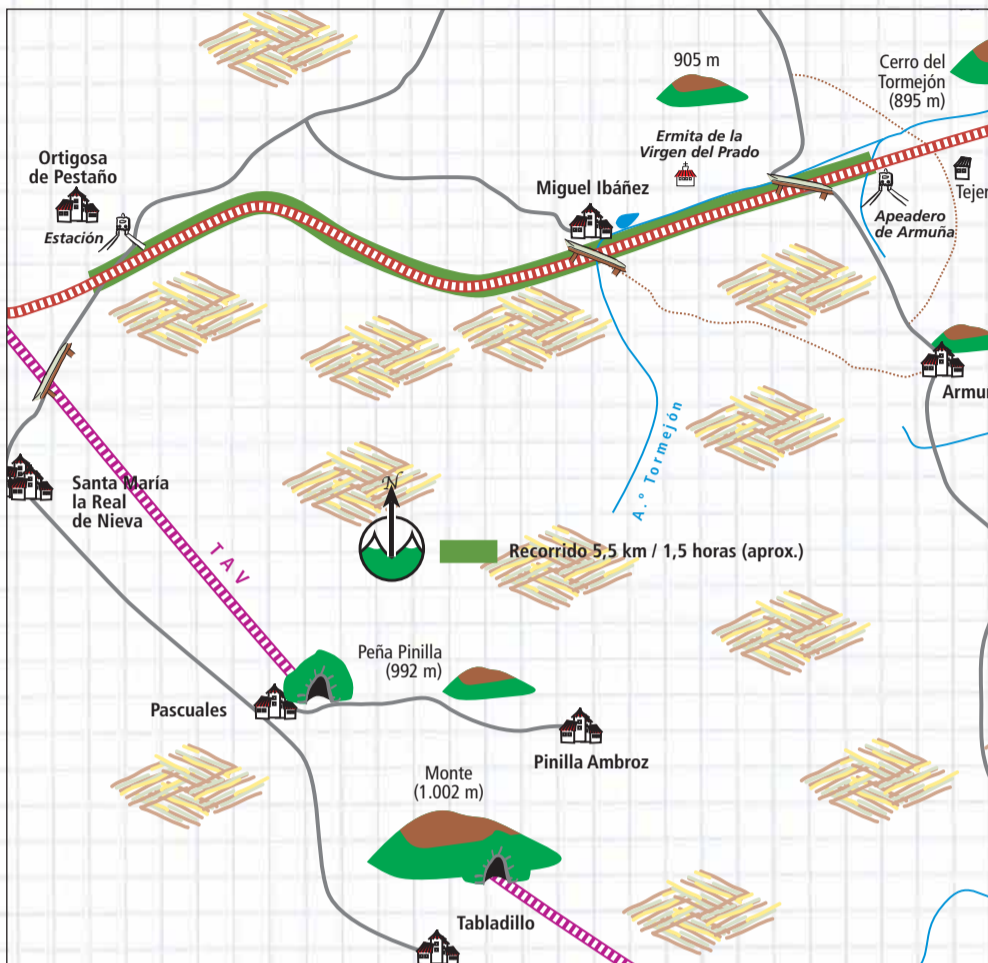 905 m
Cerro del
Tormejón
(895 m)
Ermita de la
Virgen del Prado
Ortigosa
de Pestaño
Estación
Miguel Ibáñez
Tejer
Apeadero
de Armuña
Armuñ
Santa María
la Real
de Nieva
A.º Tormejón
N
TAV
Recorrido 5,5 km / 1,5 horas (aprox.)
Peña Pinilla
(992 m)
Pascuales
Pinilla Ambroz
Monte
(1.002 m)
Tabladillo